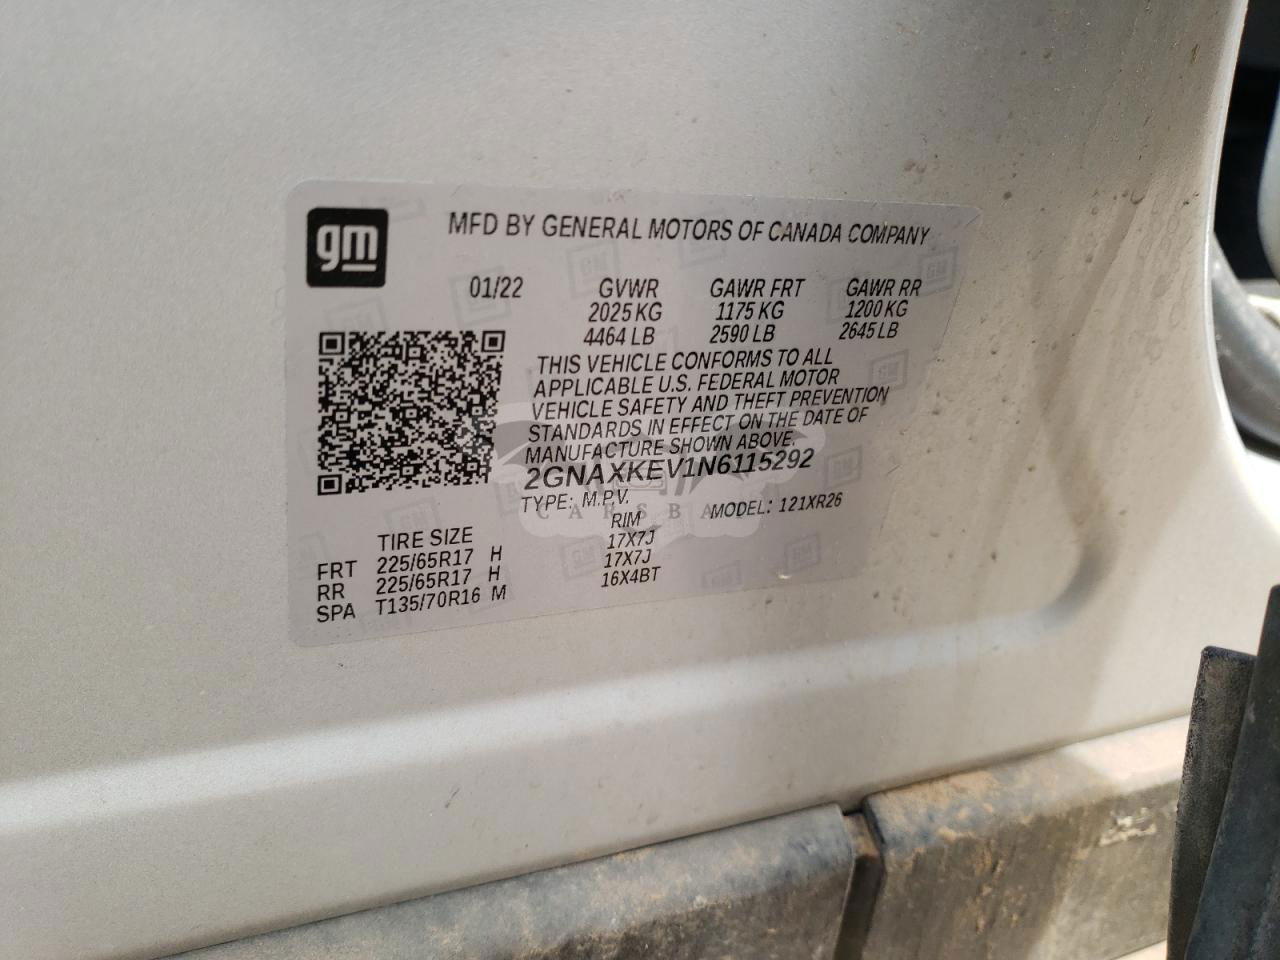 gm
MFD BY GENERAL MOTORS OF CANADA COMPANY
01/22 GVWR GAWR FRT GAWR RR
2025 KG 1175 KG 1200 KG
4464 LB 2590 LB 2645 LB
THIS VEHICLE CONFORMS TO ALL
APPLICABLE U.S. FEDERAL MOTOR
VEHICLE SAFETY AND THEFT PREVENTION
STANDARDS IN EFFECT ON THE DATE OF
MANUFACTURE SHOWN ABOVE.
2GNAXKEV1N6115292
TYPE: M.P.V. MODEL: 121XR26
TIRE SIZE RIM
FRT 225/65R17 H 17X7J
RR 225/65R17 H 17X7J
SPA T135/70R16 M 16X4BT